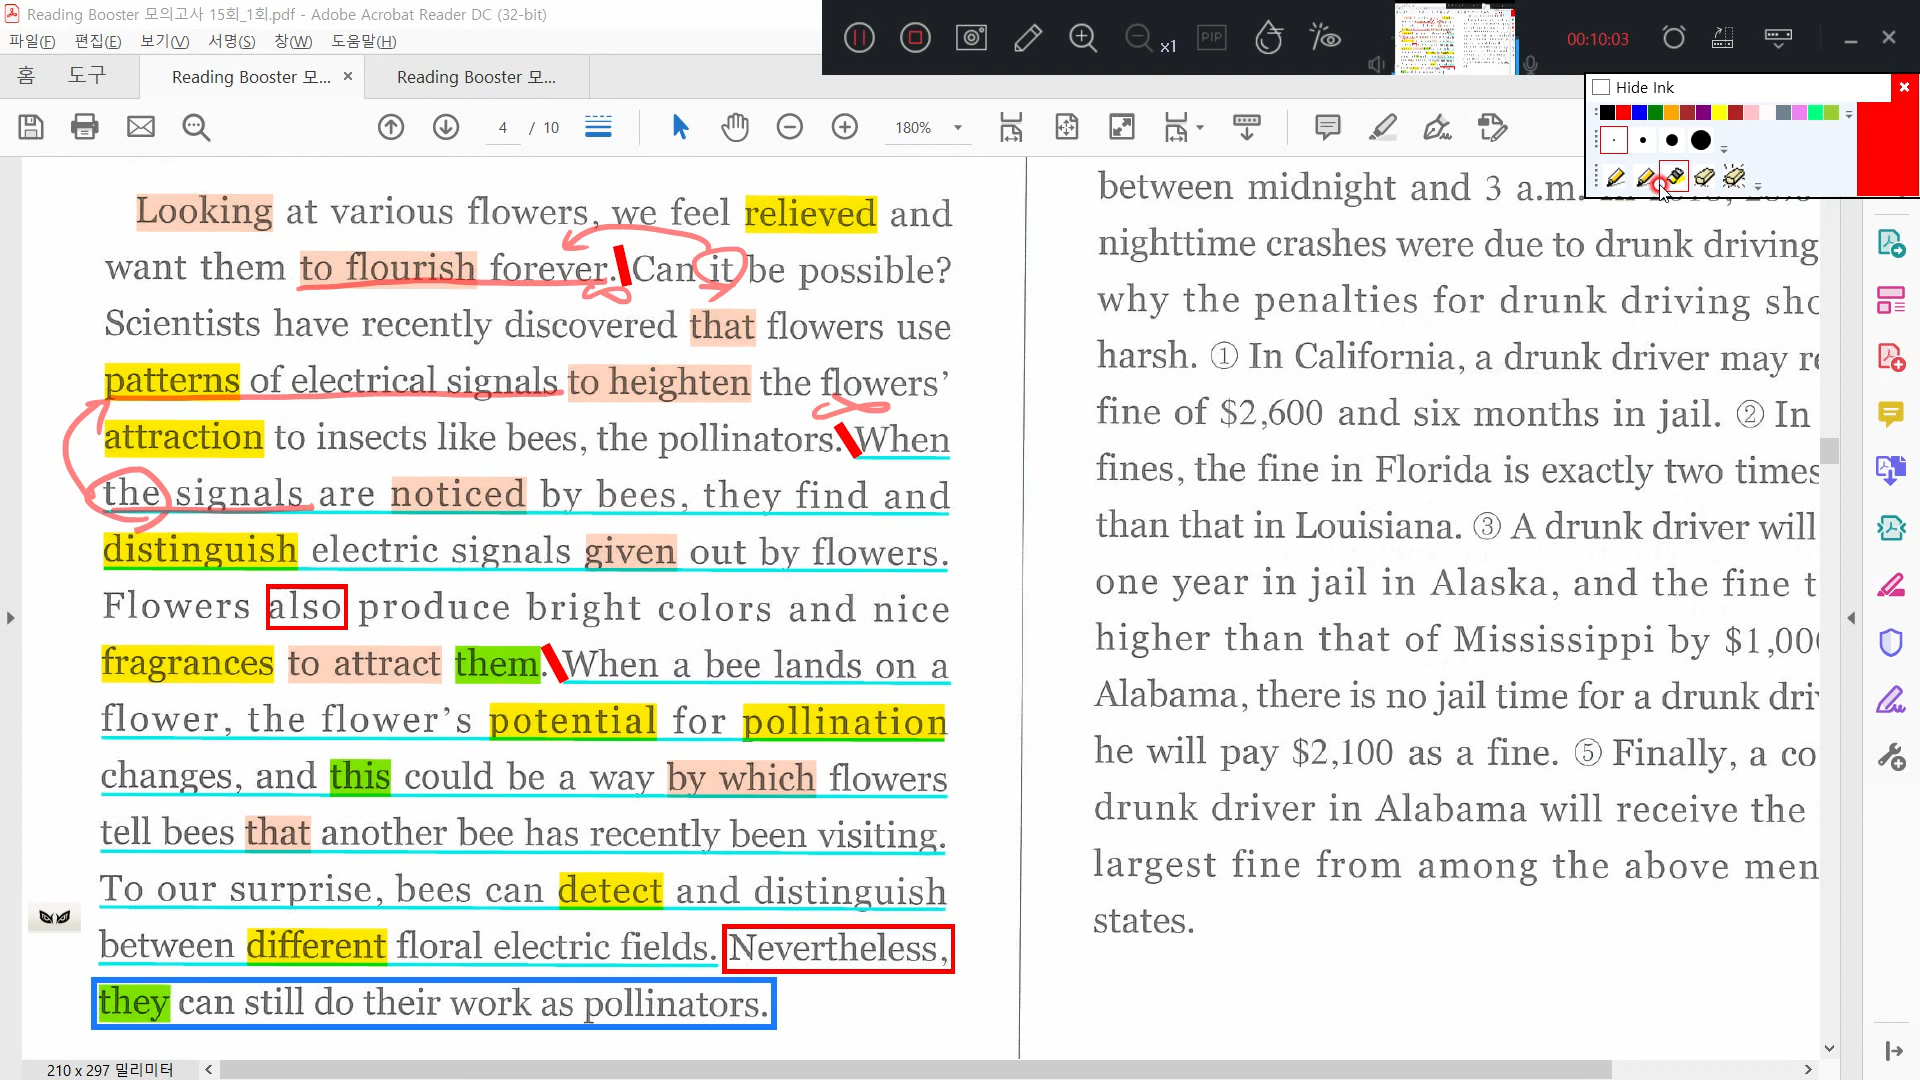 Reading Booster 모의고사 15회_1회.pdf - Adobe Acrobat Reader DC (32-bit)
파일(F) 편집(E) 보기(V) 서명(S) 창(W) 도움말(H)
x1
PIP
00:10:03
홈 도구 Reading Booster 모... × Reading Booster 모...
Hide Ink
4 / 10
180%
Looking at various flowers, we feel relieved and
want them to flourish forever. Can it be possible?
Scientists have recently discovered that flowers use
patterns of electrical signals to heighten the flowers'
attraction to insects like bees, the pollinators. When
the signals are noticed by bees, they find and
distinguish electric signals given out by flowers.
Flowers also produce bright colors and nice
fragrances to attract them. When a bee lands on a
flower, the flower's potential for pollination
changes, and this could be a way by which flowers
tell bees that another bee has recently been visiting.
To our surprise, bees can detect and distinguish
between different floral electric fields. Nevertheless,
they can still do their work as pollinators.
between midnight and 3 a.m.
nighttime crashes were due to drunk driving
why the penalties for drunk driving sho
harsh. ① In California, a drunk driver may re
fine of $2,600 and six months in jail. ② In
fines, the fine in Florida is exactly two times
than that in Louisiana. ③ A drunk driver will
one year in jail in Alaska, and the fine t
higher than that of Mississippi by $1,000
Alabama, there is no jail time for a drunk driv
he will pay $2,100 as a fine. ⑤ Finally, a co
drunk driver in Alabama will receive the
largest fine from among the above men
states.
210 x 297 밀리미터